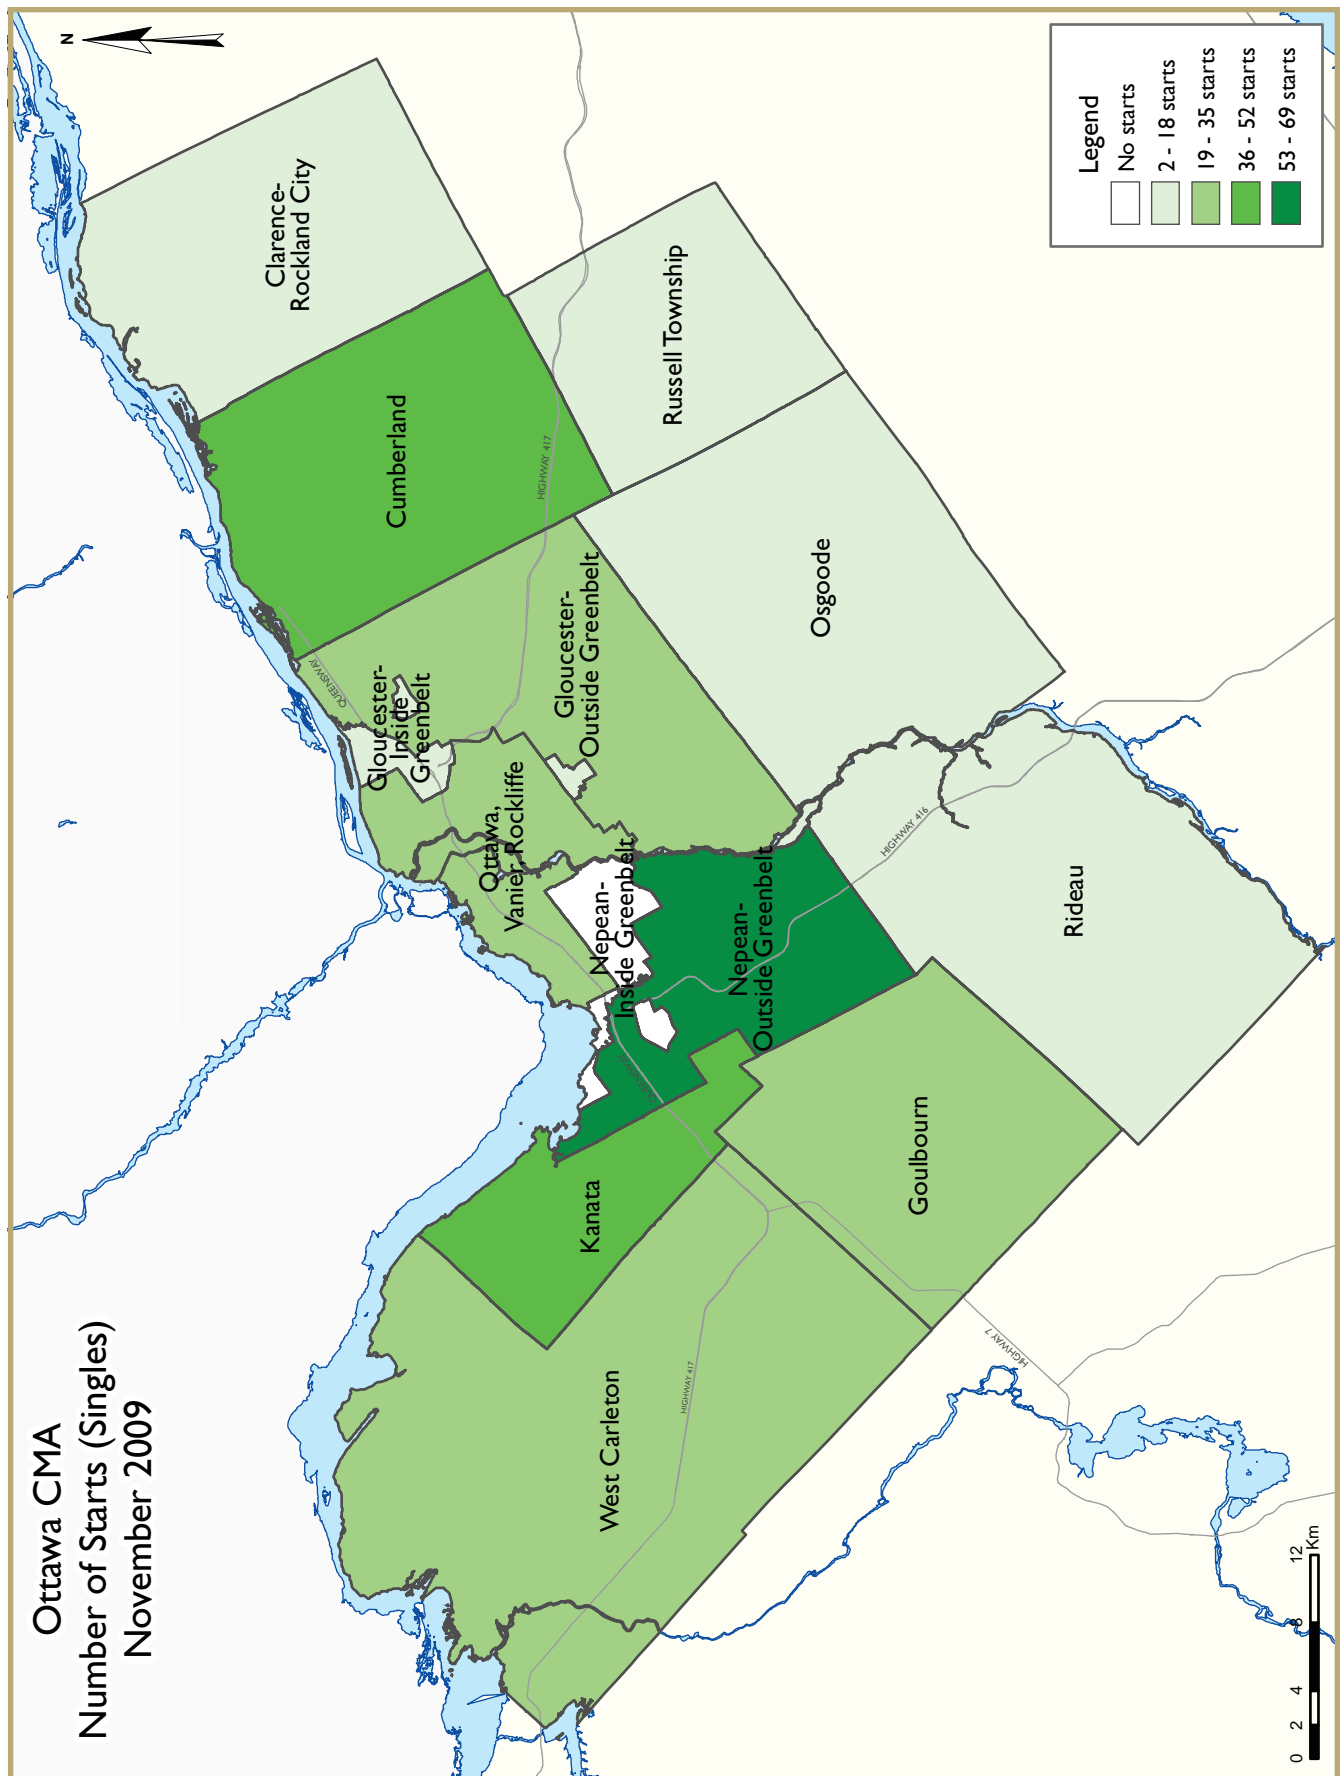 Ottawa CMA
Number of Starts (Singles)
November 2009
N
Clarence-
Rockland City
Cumberland
Russell Township
HIGHWAY 417
QUEENSWAY
Gloucester-
Inside
Greenbelt
Gloucester-
Outside Greenbelt
Osgoode
Ottawa,
Vanier, Rockliffe
Nepean-
Inside Greenbelt
Nepean-
Outside Greenbelt
HIGHWAY 416
Rideau
QUEENSWAY
Kanata
Goulbourn
West Carleton
HIGHWAY 417
HIGHWAY 7
Legend
No starts
2 - 18 starts
19 - 35 starts
36 - 52 starts
53 - 69 starts
0 2 4 8 12
Km